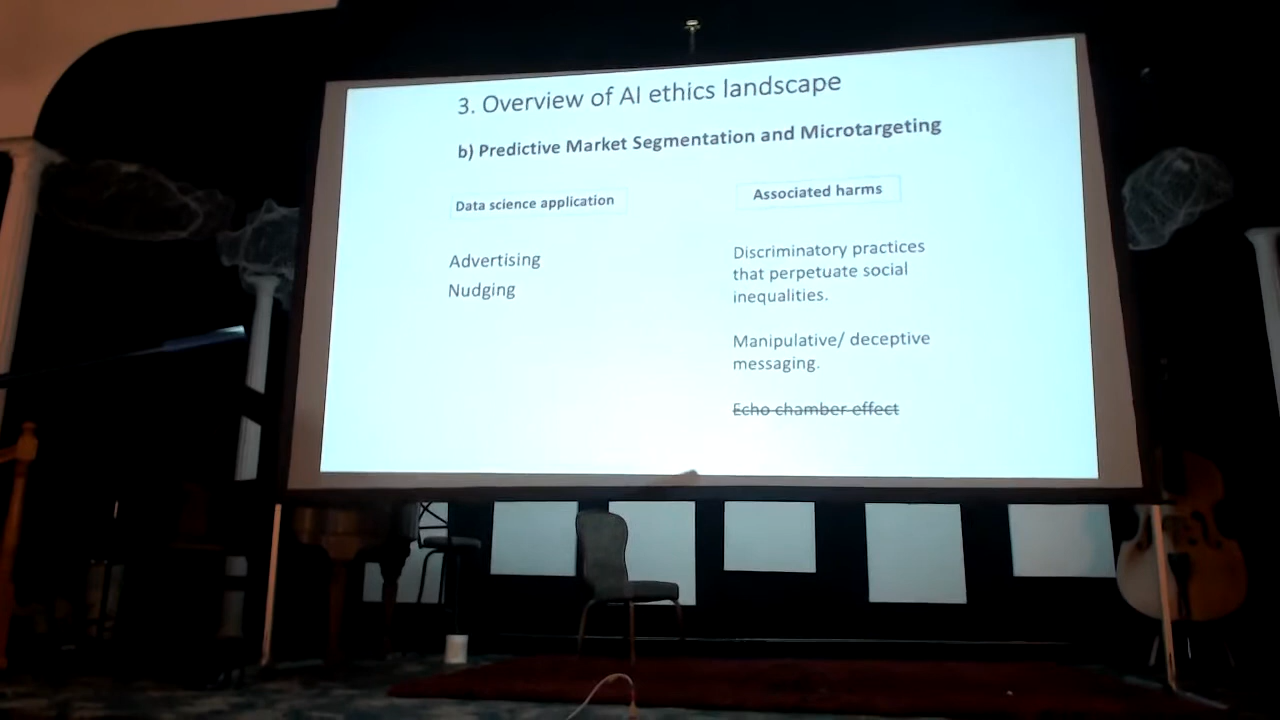 3. Overview of AI ethics landscape
b) Predictive Market Segmentation and Microtargeting
Data science application
Associated harms
Advertising
Nudging
Discriminatory practices
that perpetuate social
inequalities.
Manipulative/ deceptive
messaging.
Echo chamber effect